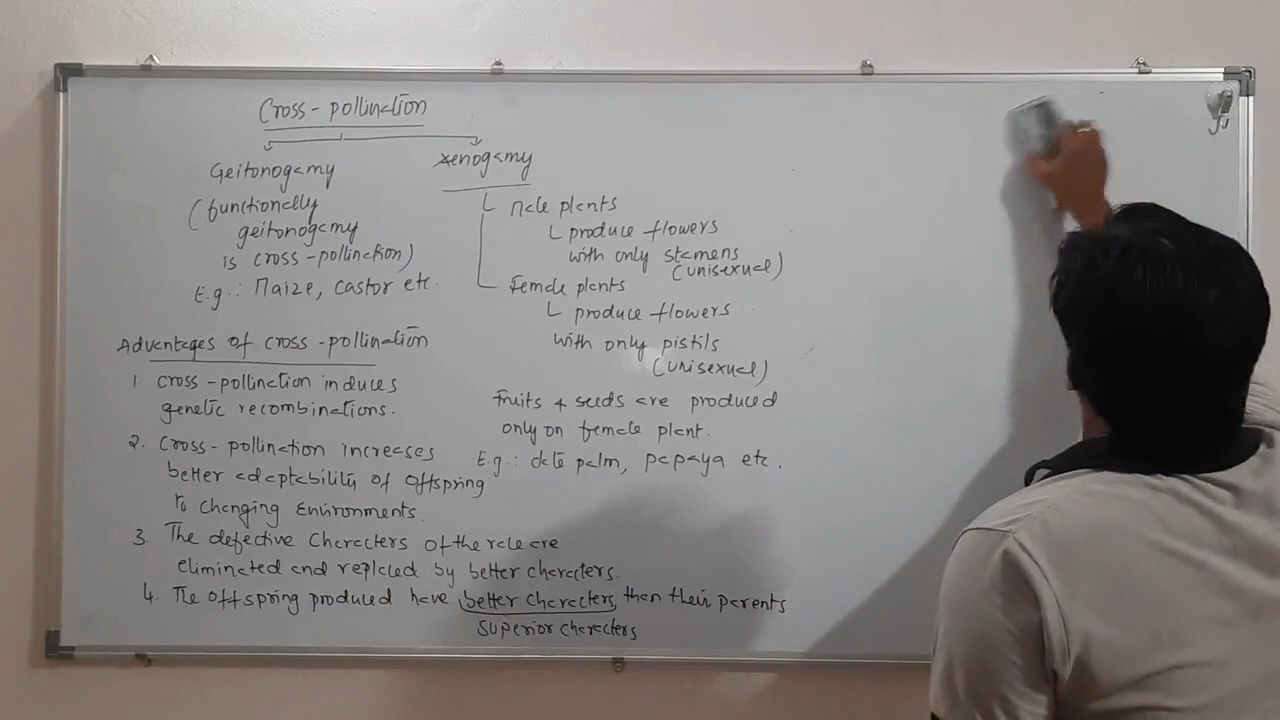 Cross-pollination
Geitonogamy
(functionally
geitonogamy
is cross-pollination)
E.g.: Maize, castor etc.
Xenogamy
Male plants
produce flowers
with only stamens
(unisexual)
Female plants
produce flowers
with only pistils
(unisexual)
Fruits & seeds are produced
only on female plant.
E.g.: date palm, papaya etc.
Advantages of cross-pollination
1. Cross-pollination induces
genetic recombinations.
2. Cross-pollination increases
better adaptability of offspring
to changing Environments.
3. The defective characters of the are
eliminated and replaced by better characters.
4. The offspring produced have better characters than their parents
Superior characters